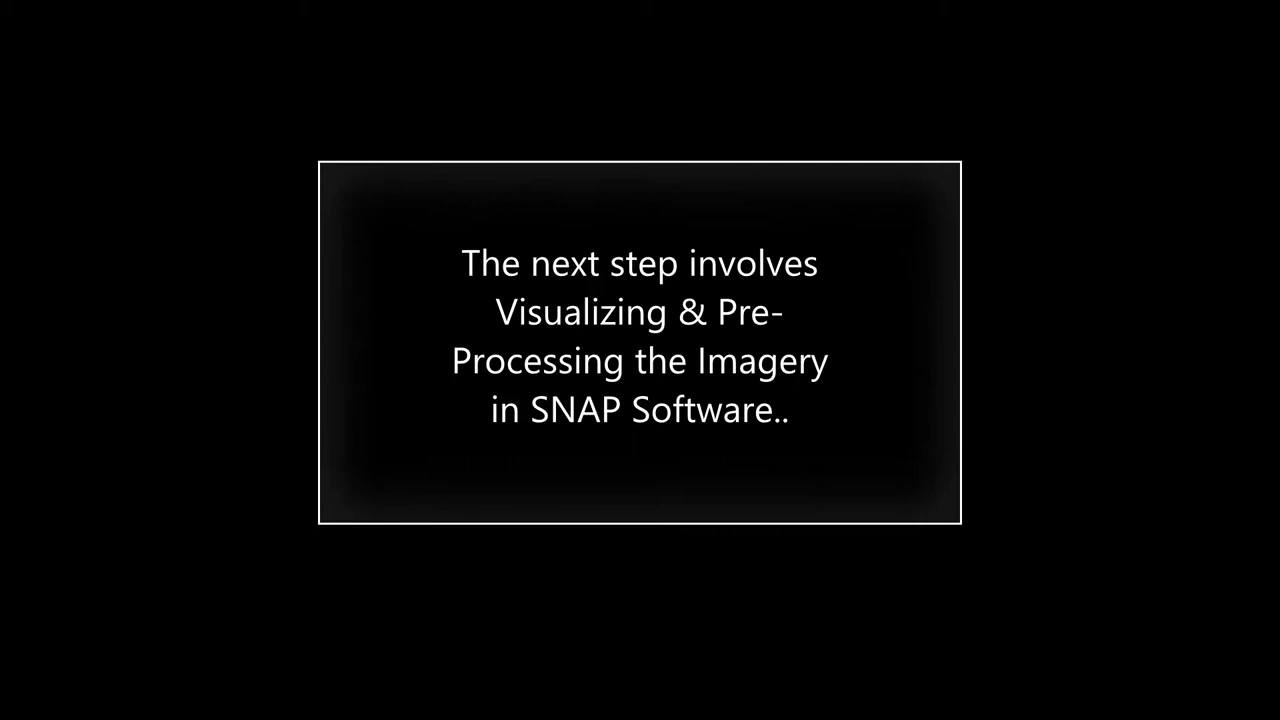 The next step involves
Visualizing & Pre-
Processing the Imagery
in SNAP Software..